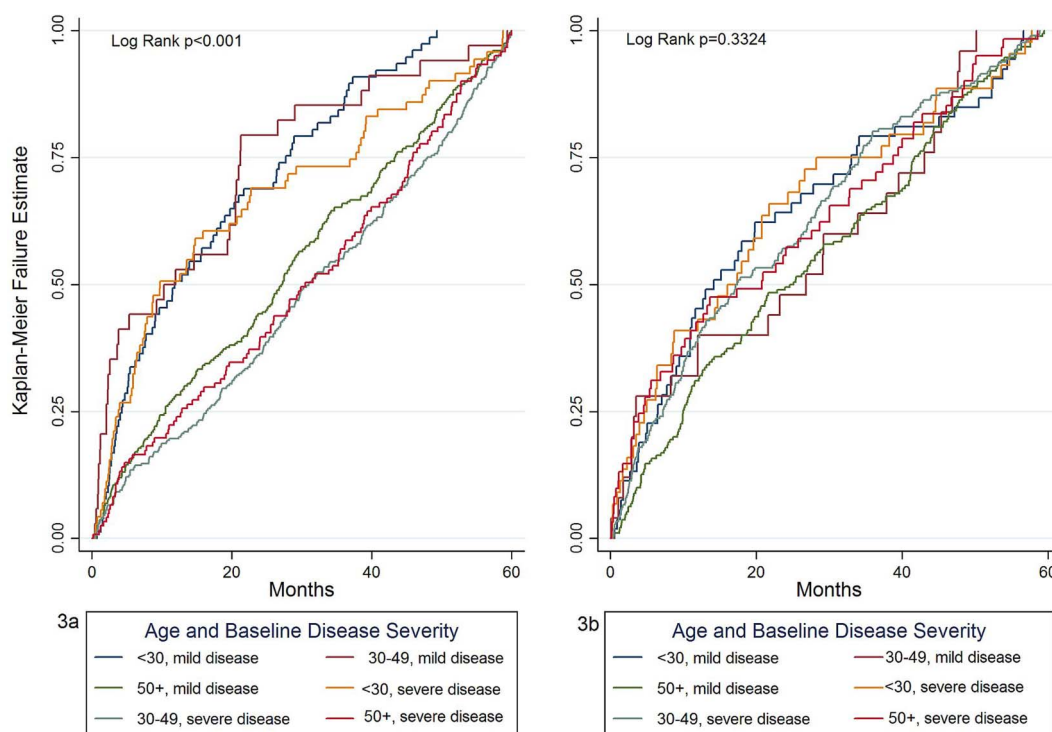 Kaplan-Meier Failure Estimate
1.00
0.75
0.50
0.25
0.00
Log Rank p<0.001
0 20 40 60
Months
3a
Age and Baseline Disease Severity
<30, mild disease 30-49, mild disease
50+, mild disease <30, severe disease
30-49, severe disease 50+, severe disease
1.00
0.75
0.50
0.25
0.00
Log Rank p=0.3324
0 20 40 60
Months
3b
Age and Baseline Disease Severity
<30, mild disease 30-49, mild disease
50+, mild disease <30, severe disease
30-49, severe disease 50+, severe disease